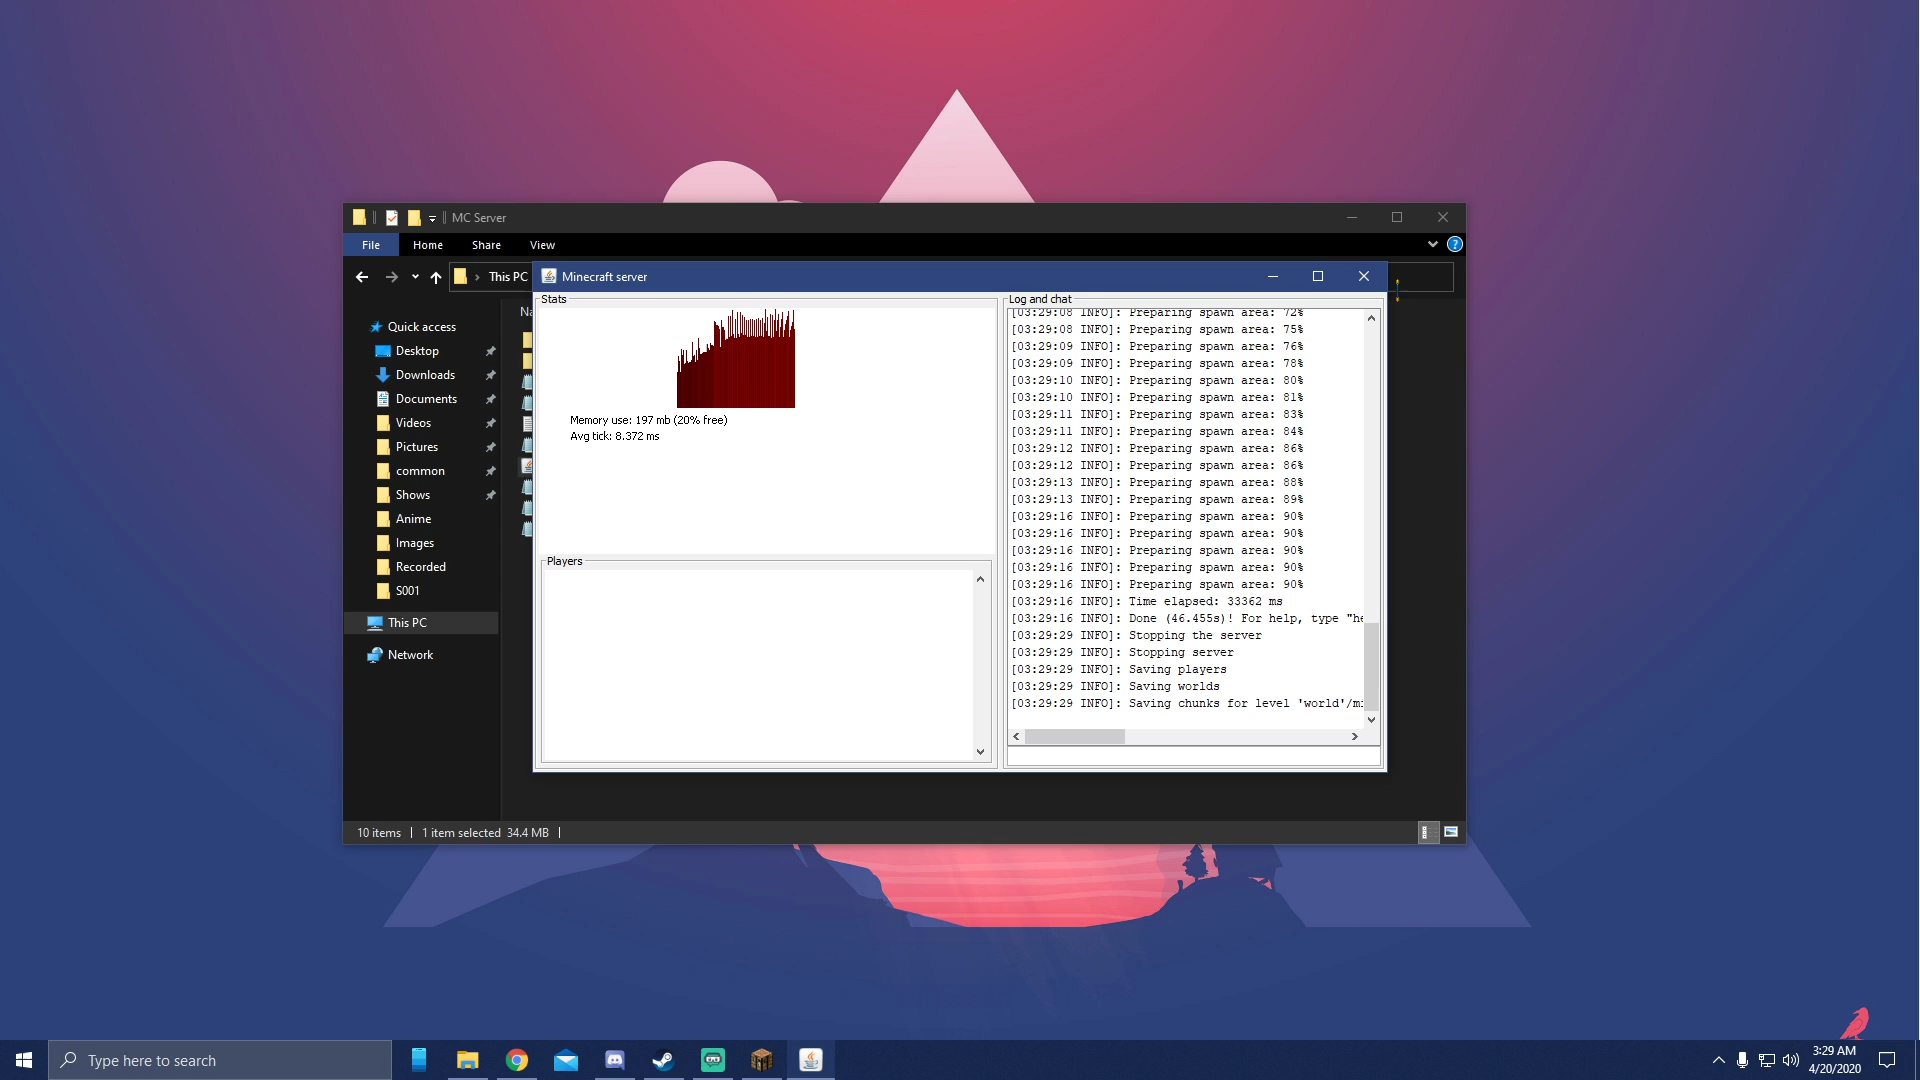 MC Server
File
Home
Share
View
This PC
Minecraft server
Quick access
Desktop
Downloads
Documents
Videos
Pictures
common
Shows
Anime
Images
Recorded
S001
This PC
Network
Stats
Memory use: 197 mb (20% free)
Avg tick: 8.372 ms
Players
Log and chat
[03:29:08 INFO]: Preparing spawn area: 72%
[03:29:08 INFO]: Preparing spawn area: 75%
[03:29:09 INFO]: Preparing spawn area: 76%
[03:29:09 INFO]: Preparing spawn area: 78%
[03:29:10 INFO]: Preparing spawn area: 80%
[03:29:10 INFO]: Preparing spawn area: 81%
[03:29:11 INFO]: Preparing spawn area: 83%
[03:29:11 INFO]: Preparing spawn area: 84%
[03:29:12 INFO]: Preparing spawn area: 86%
[03:29:12 INFO]: Preparing spawn area: 86%
[03:29:13 INFO]: Preparing spawn area: 88%
[03:29:13 INFO]: Preparing spawn area: 89%
[03:29:16 INFO]: Preparing spawn area: 90%
[03:29:16 INFO]: Preparing spawn area: 90%
[03:29:16 INFO]: Preparing spawn area: 90%
[03:29:16 INFO]: Preparing spawn area: 90%
[03:29:16 INFO]: Preparing spawn area: 90%
[03:29:16 INFO]: Time elapsed: 33362 ms
[03:29:16 INFO]: Done (46.455s)! For help, type "he
[03:29:29 INFO]: Stopping the server
[03:29:29 INFO]: Stopping server
[03:29:29 INFO]: Saving players
[03:29:29 INFO]: Saving worlds
[03:29:29 INFO]: Saving chunks for level 'world'/mi
10 items
1 item selected 34.4 MB
Type here to search
3:29 AM
4/20/2020